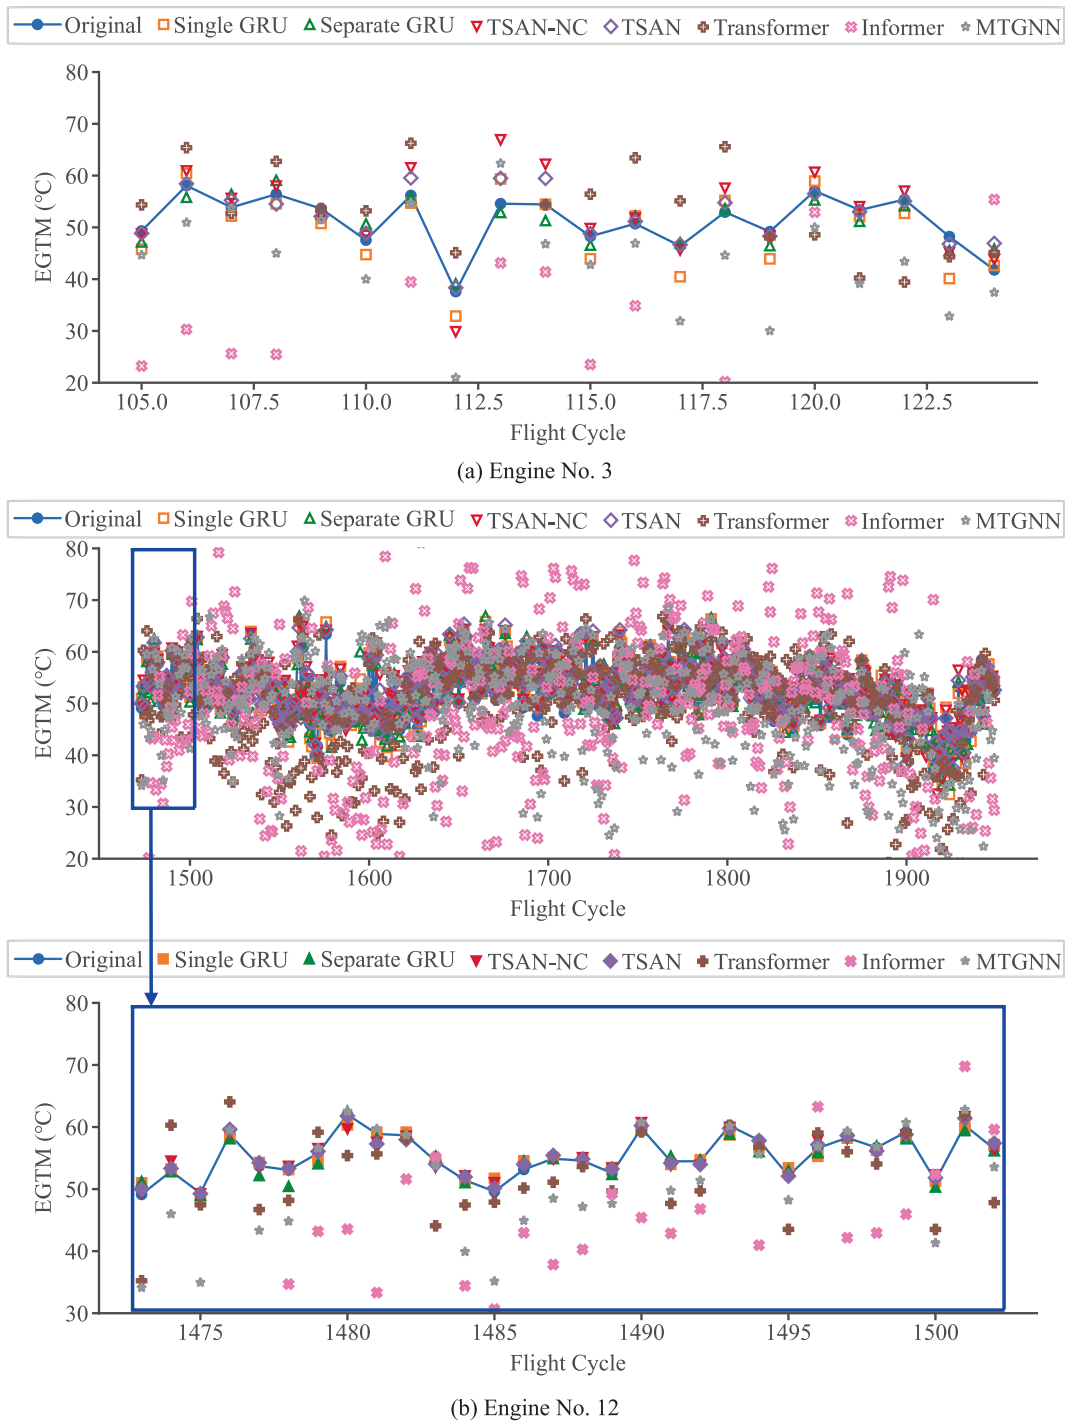 Original Single GRU Separate GRU TSAN-NC TSAN Transformer Informer MTGNN
80
70
60
50
40
30
20
EGTM (°C)
105.0 107.5 110.0 112.5 115.0 117.5 120.0 122.5
Flight Cycle
(a) Engine No. 3
Original Single GRU Separate GRU TSAN-NC TSAN Transformer Informer MTGNN
80
70
60
50
40
30
20
EGTM (°C)
1500 1600 1700 1800 1900
Flight Cycle
Original Single GRU Separate GRU TSAN-NC TSAN Transformer Informer MTGNN
80
70
60
50
40
30
EGTM (°C)
1475 1480 1485 1490 1495 1500
Flight Cycle
(b) Engine No. 12